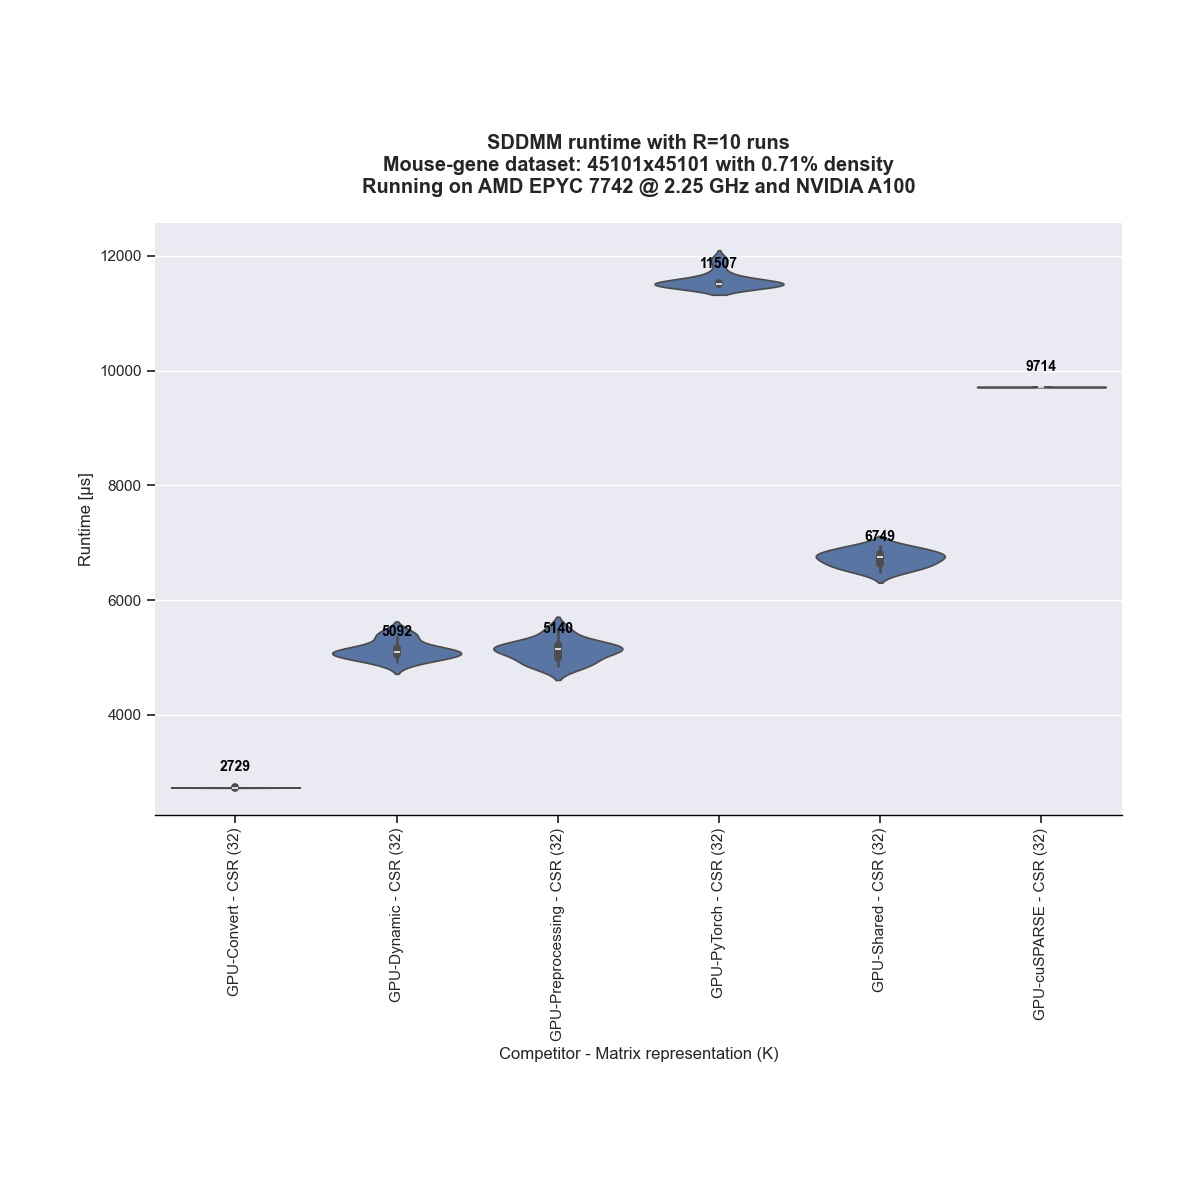 SDDMM runtime with R=10 runs
Mouse-gene dataset: 45101x45101 with 0.71% density
Running on AMD EPYC 7742 @ 2.25 GHz and NVIDIA A100
12000
10000
8000
6000
4000
Runtime [µs]
2729
5092
5140
11507
6749
9714
GPU-Convert - CSR (32)
GPU-Dynamic - CSR (32)
GPU-Preprocessing - CSR (32)
GPU-PyTorch - CSR (32)
GPU-Shared - CSR (32)
GPU-cuSPARSE - CSR (32)
Competitor - Matrix representation (K)